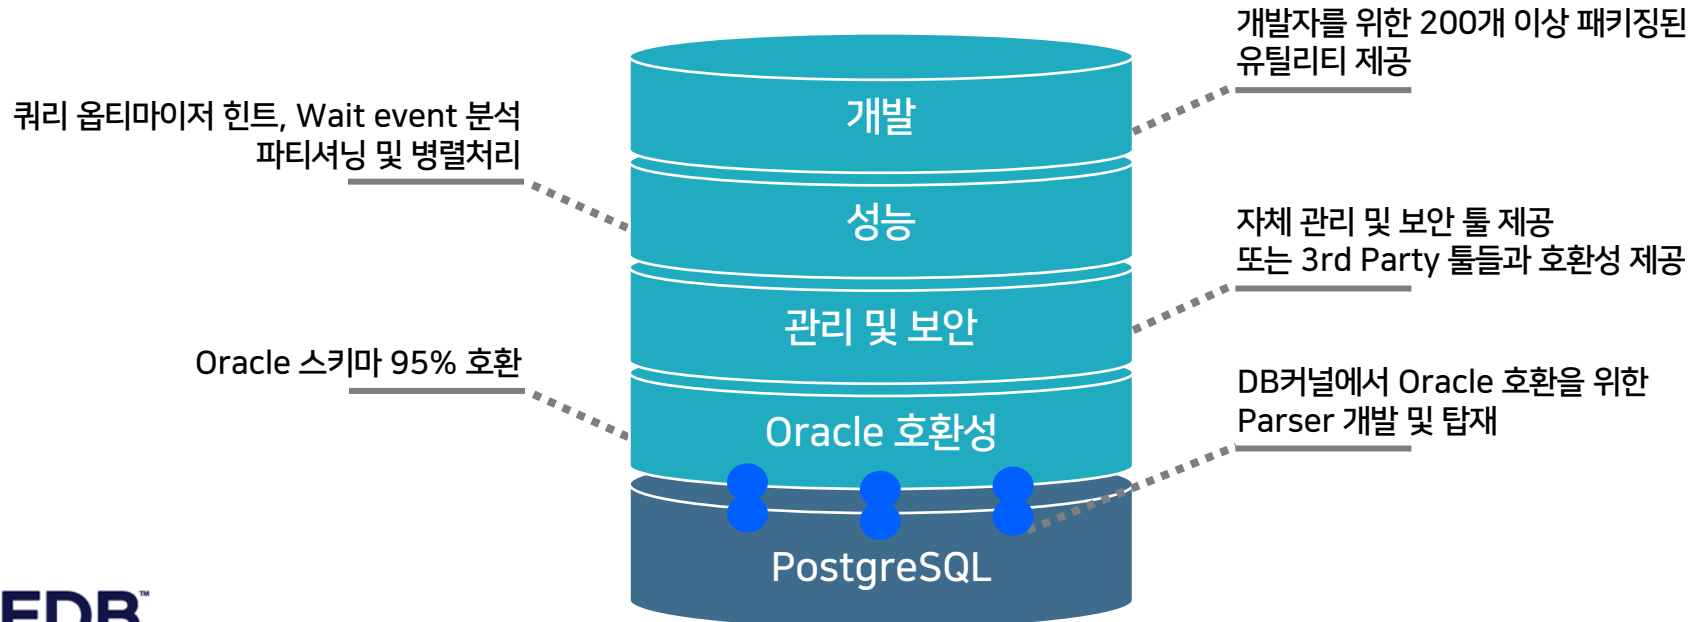 개발자를 위한 200개 이상 패키징된
유틸리티 제공
쿼리 옵티마이저 힌트, Wait event 분석
파티셔닝 및 병렬처리
개발
성능
자체 관리 및 보안 툴 제공
또는 3rd Party 툴들과 호환성 제공
관리 및 보안
Oracle 스키마 95% 호환
DB커널에서 Oracle 호환을 위한
Parser 개발 및 탑재
Oracle 호환성
PostgreSQL
EDB™